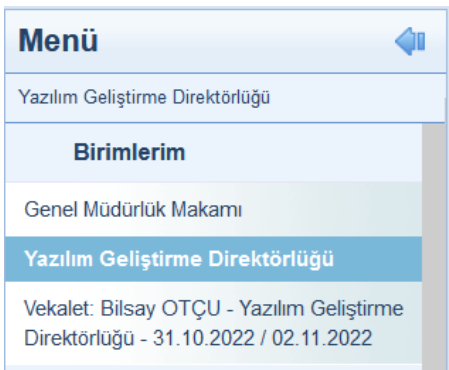 Menü
Yazılım Geliştirme Direktörlüğü
Birimlerim
Genel Müdürlük Makamı
Yazılım Geliştirme Direktörlüğü
Vekalet: Bilsay OTÇU - Yazılım Geliştirme
Direktörlüğü - 31.10.2022 / 02.11.2022